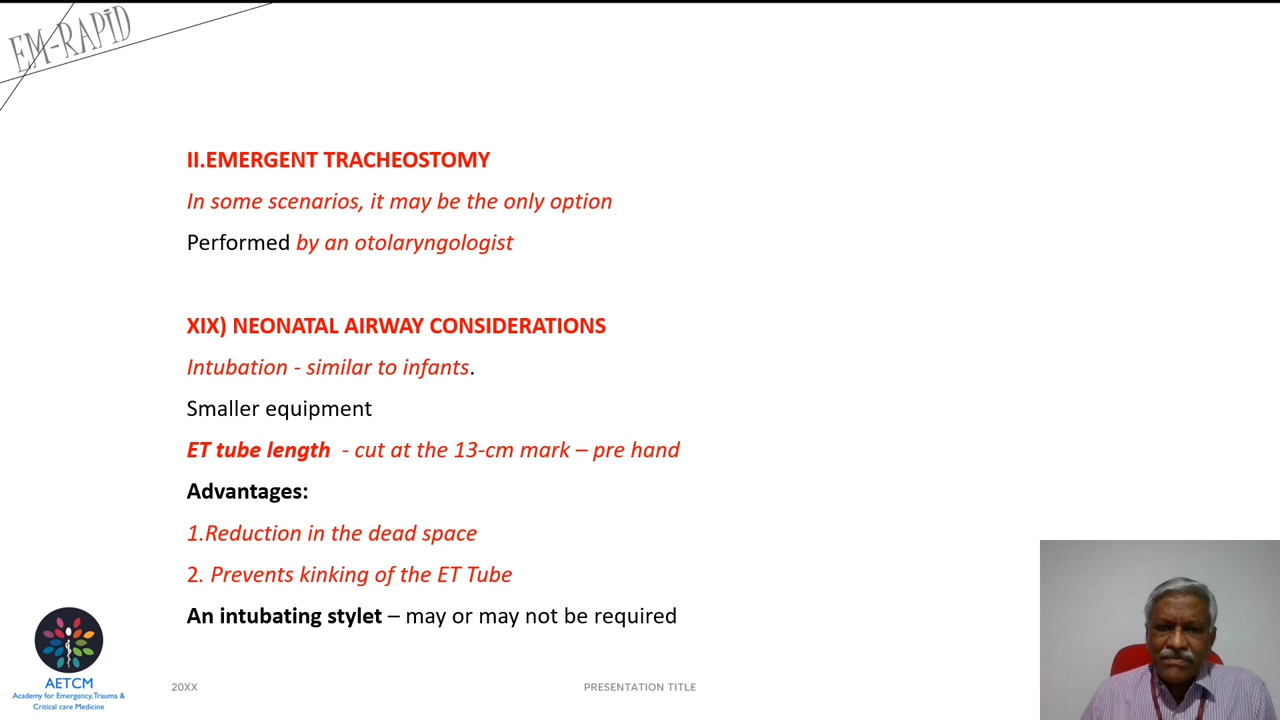 EM-RAPiD
II.EMERGENT TRACHEOSTOMY
In some scenarios, it may be the only option
Performed by an otolaryngologist
XIX) NEONATAL AIRWAY CONSIDERATIONS
Intubation - similar to infants.
Smaller equipment
ET tube length - cut at the 13-cm mark – pre hand
Advantages:
1.Reduction in the dead space
2. Prevents kinking of the ET Tube
An intubating stylet – may or may not be required
AETCM
Academy for Emergency,Trauma &
Critical care Medicine
20XX
PRESENTATION TITLE